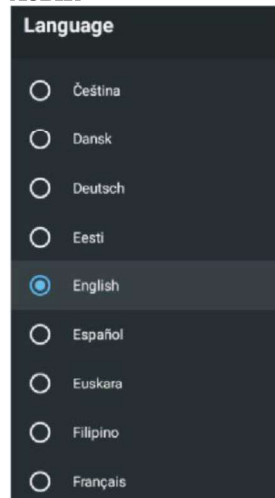 Language
Čeština
Dansk
Deutsch
Eesti
English
Español
Euskara
Filipino
Français